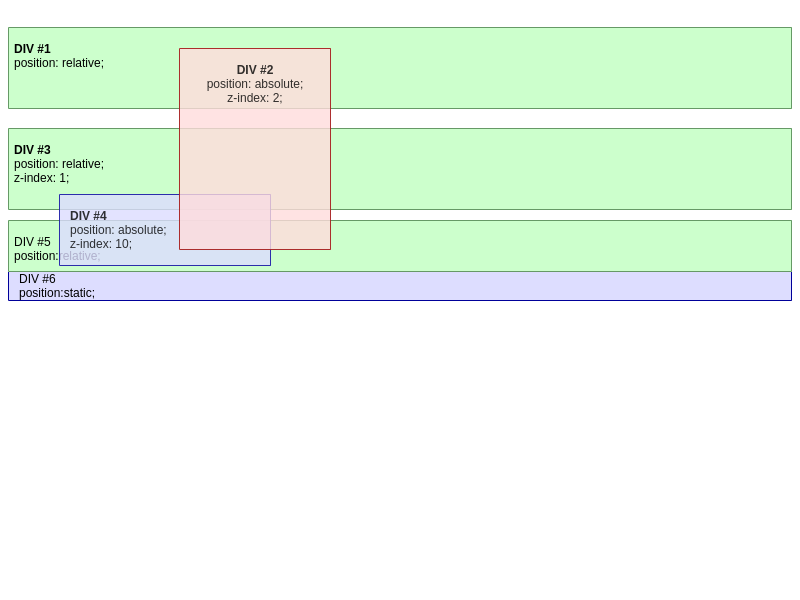 DIV #1
position: relative;
DIV #2
position: absolute;
z-index: 2;
DIV #3
position: relative;
z-index: 1;
DIV #4
position: absolute;
z-index: 10;
DIV #5
position:relative;
DIV #6
position:static;